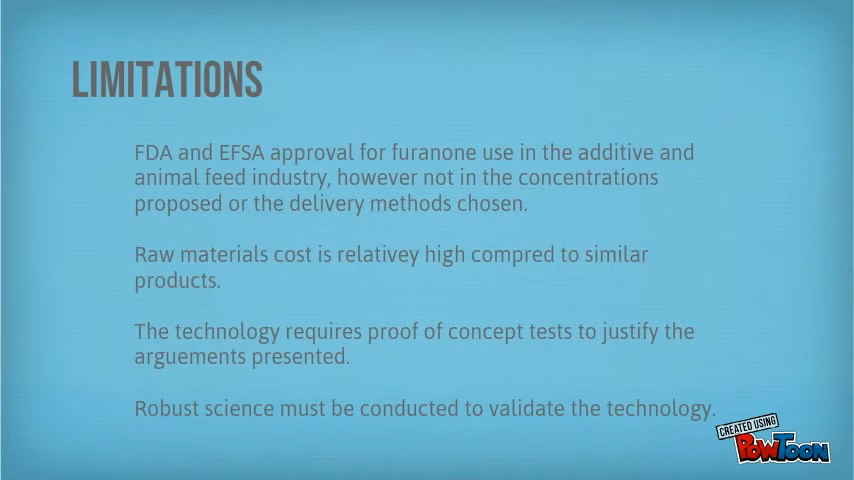 LIMITATIONS
FDA and EFSA approval for furanone use in the additive and
animal feed industry, however not in the concentrations
proposed or the delivery methods chosen.
Raw materials cost is relativey high compred to similar
products.
The technology requires proof of concept tests to justify the
arguements presented.
Robust science must be conducted to validate the technology.
CREATED USING
POWTOON